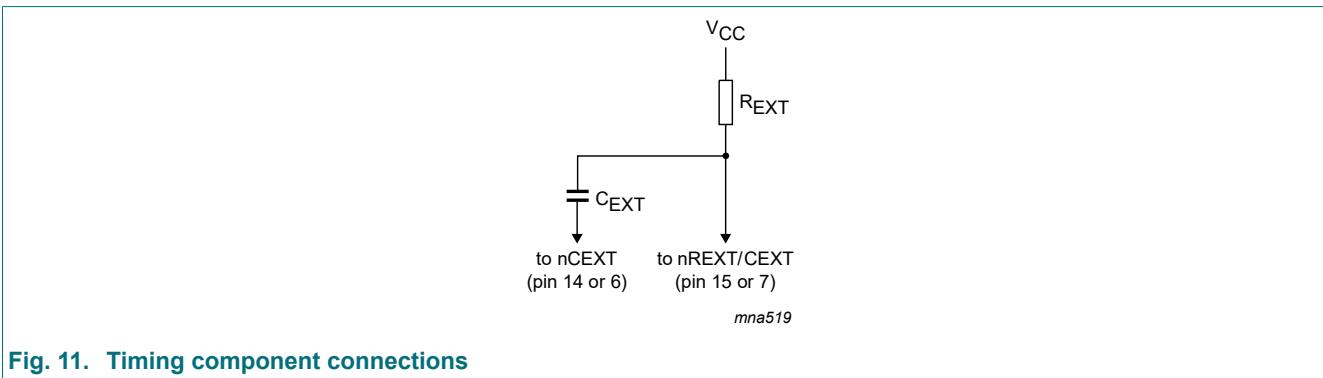 VCC
REXT
CEXT
to nCEXT to nREXT/CEXT
(pin 14 or 6) (pin 15 or 7)
mna519
Fig. 11. Timing component connections